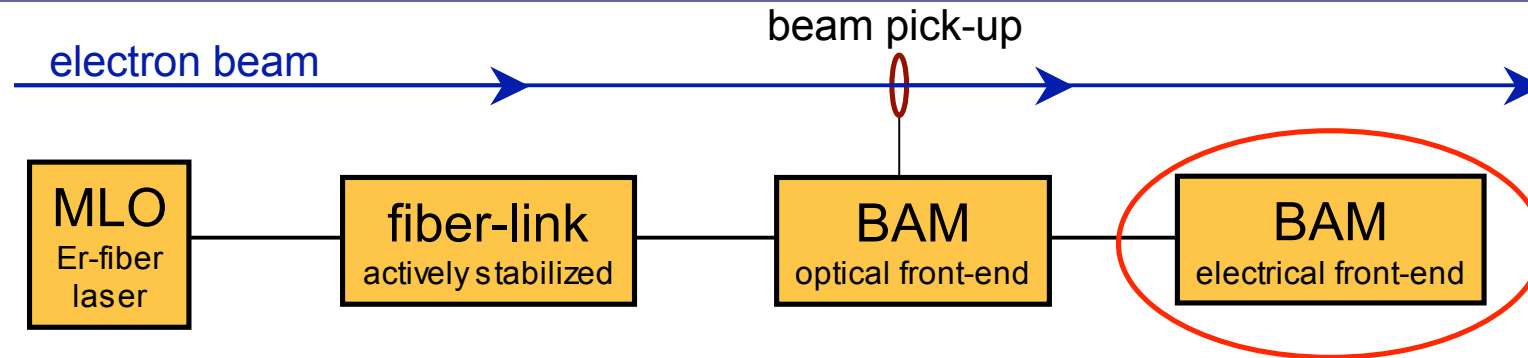 beam pick-up
electron beam
MLO
Er-fiber
laser
fiber-link
actively stabilized
BAM
optical front-end
BAM
electrical front-end